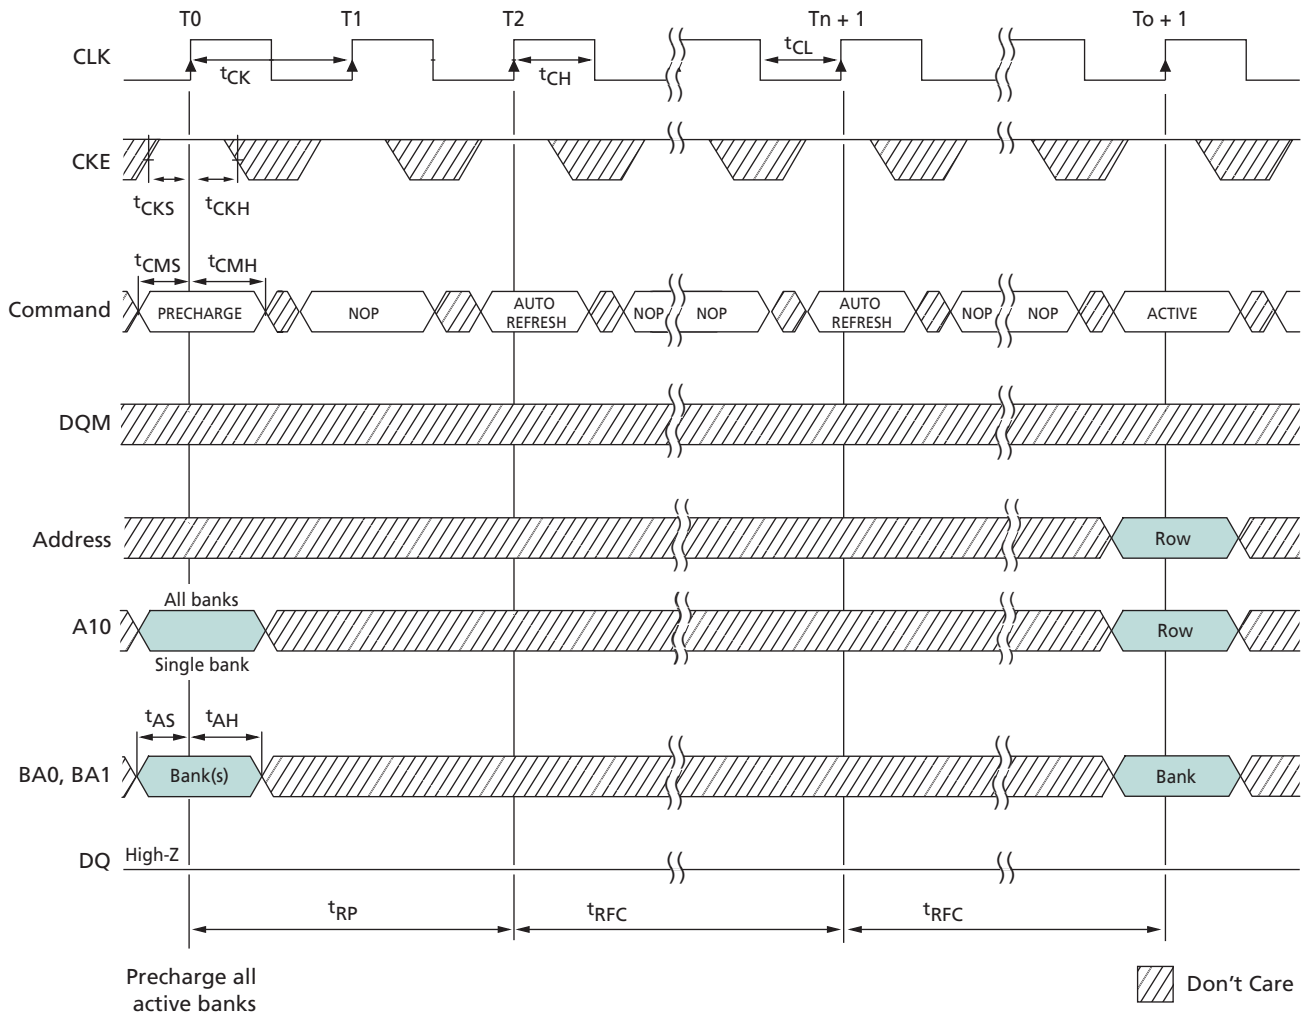 T0 T1 T2 Tn + 1 To + 1
CLK
tCK tCH tCL
CKE
tCKS tCKH
tCMS tCMH
Command PRECHARGE NOP AUTO REFRESH NOP NOP AUTO REFRESH NOP NOP ACTIVE
DQM
Address Row
All banks
A10 Row
Single bank
tAS tAH
BA0, BA1 Bank(s) Bank
DQ High-Z
tRP tRFC tRFC
Precharge all
active banks
Don't Care